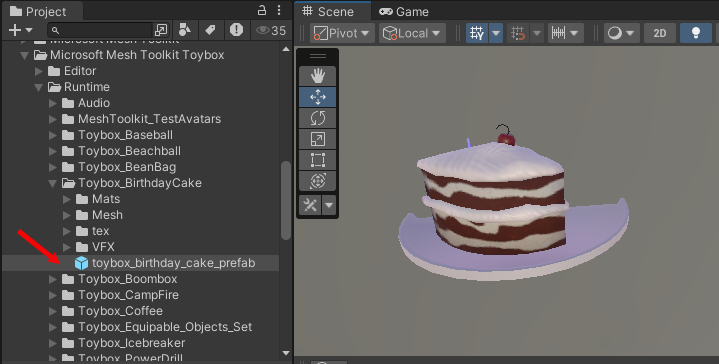 Project
Scene
Game
35
Pivot
Local
2D
Microsoft Mesh Toolkit
Microsoft Mesh Toolkit Toybox
Editor
Runtime
Audio
MeshToolkit_TestAvatars
Toybox_Baseball
Toybox_Beachball
Toybox_BeanBag
Toybox_BirthdayCake
Mats
Mesh
tex
VFX
toybox_birthday_cake_prefab
Toybox_Boombox
Toybox_CampFire
Toybox_Coffee
Toybox_Equipable_Objects_Set
Toybox_Icebreaker
Toybox_PowerDrill